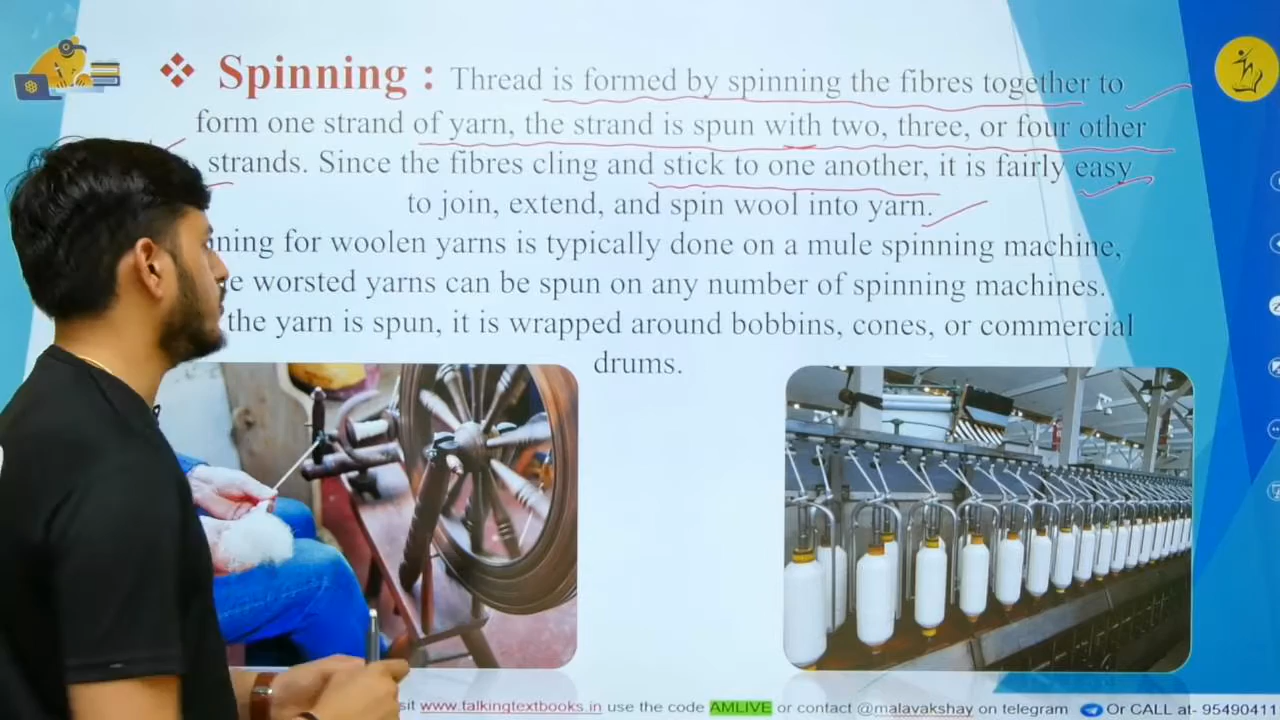 ❖ Spinning : Thread is formed by spinning the fibres together to
form one strand of yarn, the strand is spun with two, three, or four other
strands. Since the fibres cling and stick to one another, it is fairly easy
to join, extend, and spin wool into yarn.
ning for woolen yarns is typically done on a mule spinning machine,
e worsted yarns can be spun on any number of spinning machines.
the yarn is spun, it is wrapped around bobbins, cones, or commercial
drums.
sit www.talkingtextbooks.in use the code AMLIVE or contact @malavakshay on telegram Or CALL at- 95490411